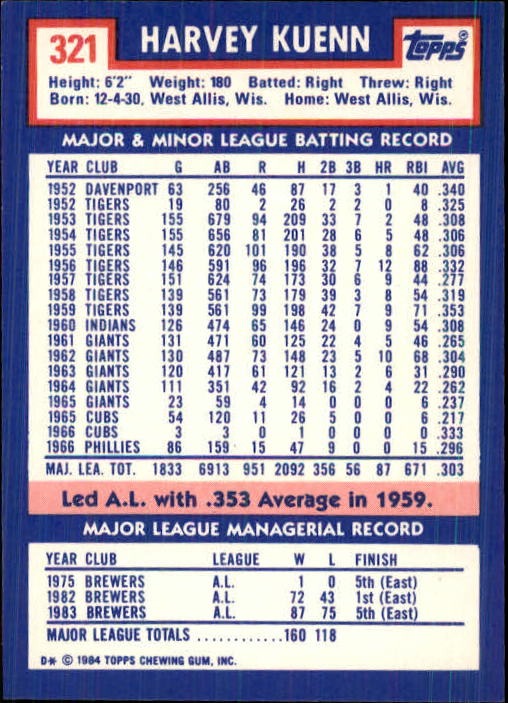 321 HARVEY KUENN TOPPS
Height: 6'2" Weight: 180 Batted: Right Threw: Right
Born: 12-4-30, West Allis, Wis. Home: West Allis, Wis.
MAJOR & MINOR LEAGUE BATTING RECORD
YEAR CLUB G AB R H 2B 3B HR RBI AVG
1952 DAVENPORT 63 256 46 87 17 3 1 40 .340
1952 TIGERS 19 80 2 26 2 2 0 8 .325
1953 TIGERS 155 679 94 209 33 7 2 48 .308
1954 TIGERS 155 656 81 201 28 6 5 48 .306
1955 TIGERS 145 620 101 190 38 5 8 62 .306
1956 TIGERS 146 591 96 196 32 7 12 88 .332
1957 TIGERS 151 624 74 173 30 6 9 44 .277
1958 TIGERS 139 561 73 179 39 3 8 54 .319
1959 TIGERS 139 561 99 198 42 7 9 71 .353
1960 INDIANS 126 474 65 146 24 0 9 54 .308
1961 GIANTS 131 471 60 125 22 4 5 46 .265
1962 GIANTS 130 487 73 148 23 5 10 68 .304
1963 GIANTS 120 417 61 121 13 2 6 31 .290
1964 GIANTS 111 351 42 92 16 2 4 22 .262
1965 GIANTS 23 59 4 14 0 0 0 6 .237
1965 CUBS 54 120 11 26 5 0 0 6 .217
1966 CUBS 3 3 0 1 0 0 0 0 .333
1966 PHILLIES 86 159 15 47 9 0 0 15 .296
MAJ. LEA. TOT. 1833 6913 951 2092 356 56 87 671 .303
Led A.L. with .353 Average in 1959.
MAJOR LEAGUE MANAGERIAL RECORD
YEAR CLUB LEAGUE W L FINISH
1975 BREWERS A.L. 1 0 5th (East)
1982 BREWERS A.L. 72 43 1st (East)
1983 BREWERS A.L. 87 75 5th (East)
MAJOR LEAGUE TOTALS ............160 118
D* © 1984 TOPPS CHEWING GUM, INC.